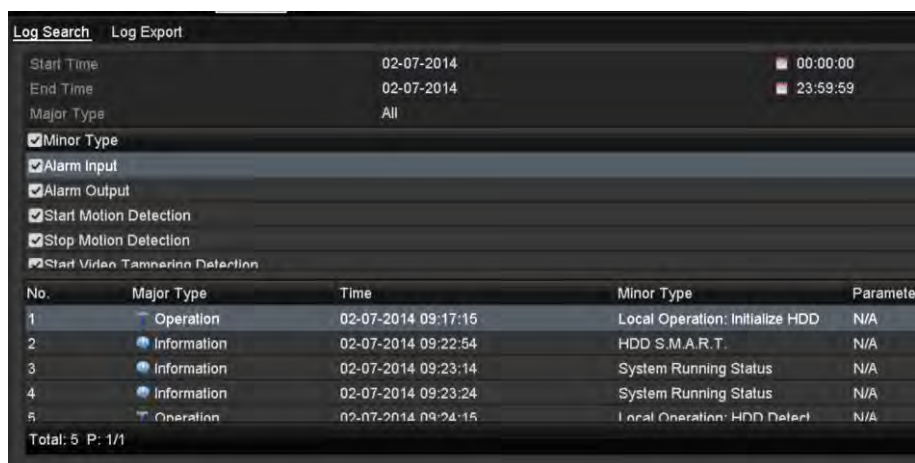 Log Search Log Export
Start Time 02-07-2014 00:00:00
End Time 02-07-2014 23:59:59
Major Type All
Minor Type
Alarm Input
Alarm Output
Start Motion Detection
Stop Motion Detection
Start Video Tampering Detection
No. Major Type Time Minor Type Paramete
1 Operation 02-07-2014 09:17:15 Local Operation: Initialize HDD N/A
2 Information 02-07-2014 09:22:54 HDD S.M.A.R.T. N/A
3 Information 02-07-2014 09:23:14 System Running Status N/A
4 Information 02-07-2014 09:23:24 System Running Status N/A
5 Operation 02-07-2014 09:24:15 Local Operation: HDD Detect N/A
Total: 5 P: 1/1